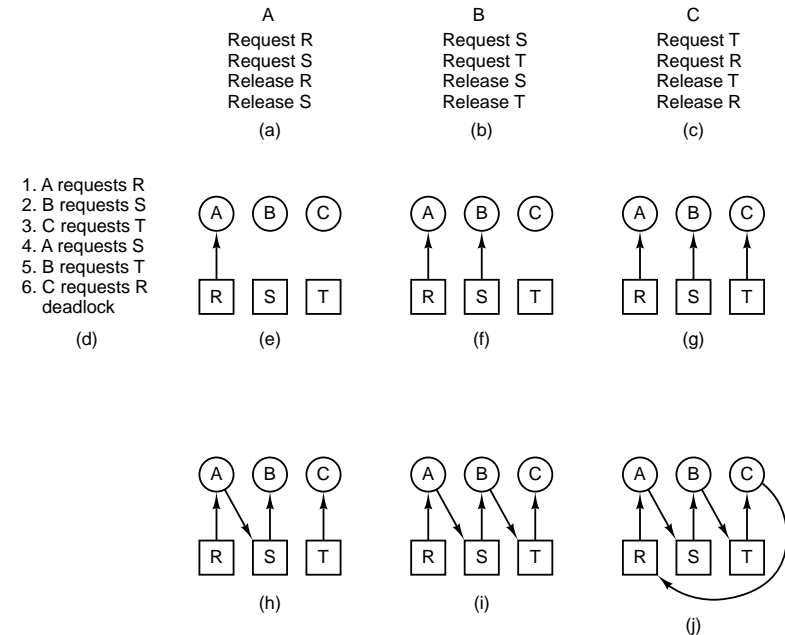 A
Request R
Request S
Release R
Release S
(a)
B
Request S
Request T
Release S
Release T
(b)
C
Request T
Request R
Release T
Release R
(c)
1. A requests R
2. B requests S
3. C requests T
4. A requests S
5. B requests T
6. C requests R
deadlock
(d)
A B C
R S T
(e)
A B C
R S T
(f)
A B C
R S T
(g)
A B C
R S T
(h)
A B C
R S T
(i)
A B C
R S T
(j)